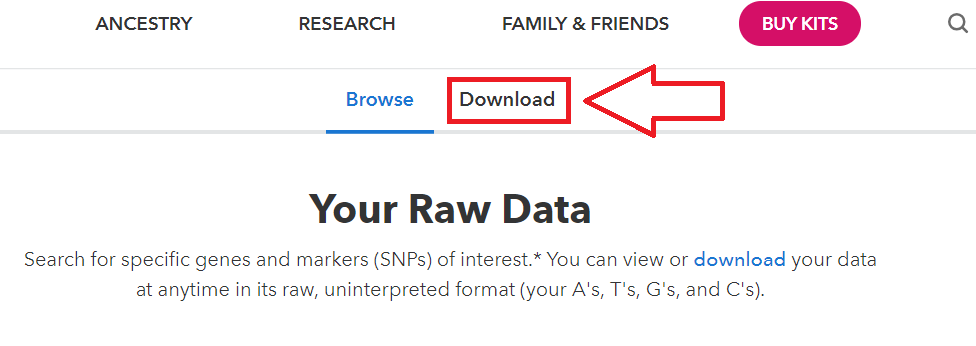 ANCESTRY RESEARCH FAMILY & FRIENDS BUY KITS
Browse Download
Your Raw Data
Search for specific genes and markers (SNPs) of interest.* You can view or download your data
at anytime in its raw, uninterpreted format (your A's, T's, G's, and C's).